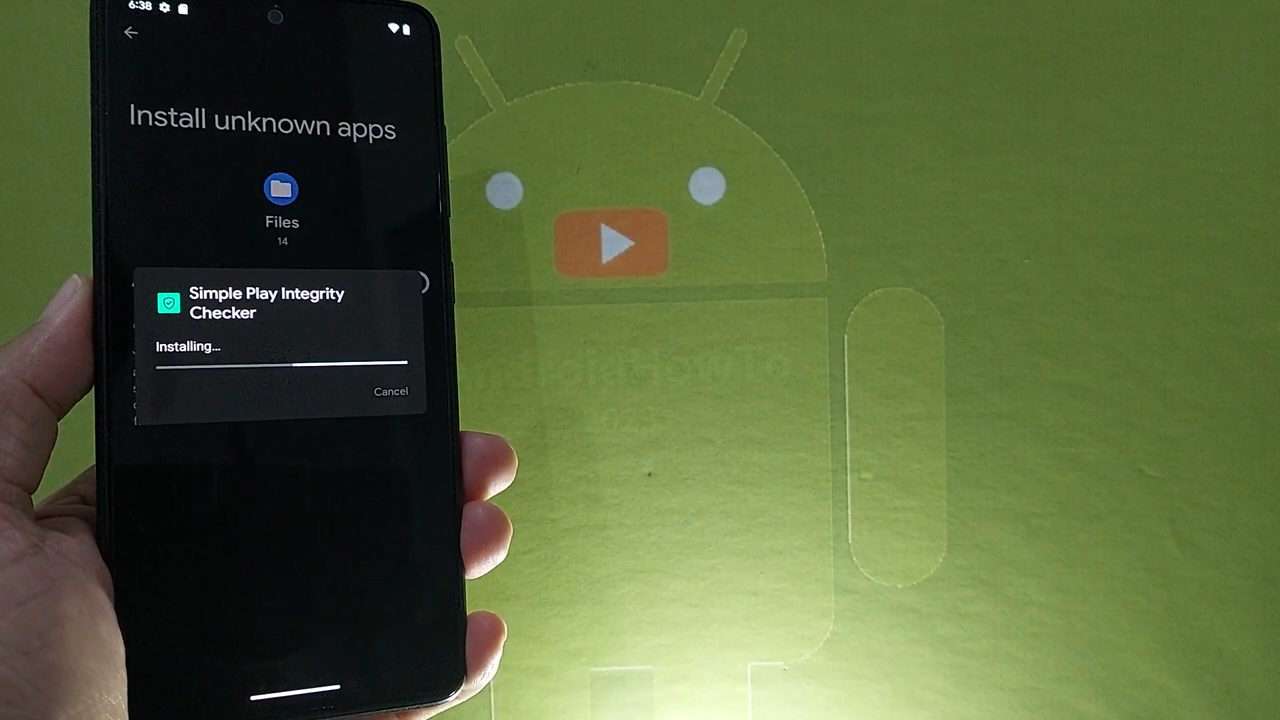 6:38
Install unknown apps
Files
14
Simple Play Integrity
Checker
Installing...
Cancel